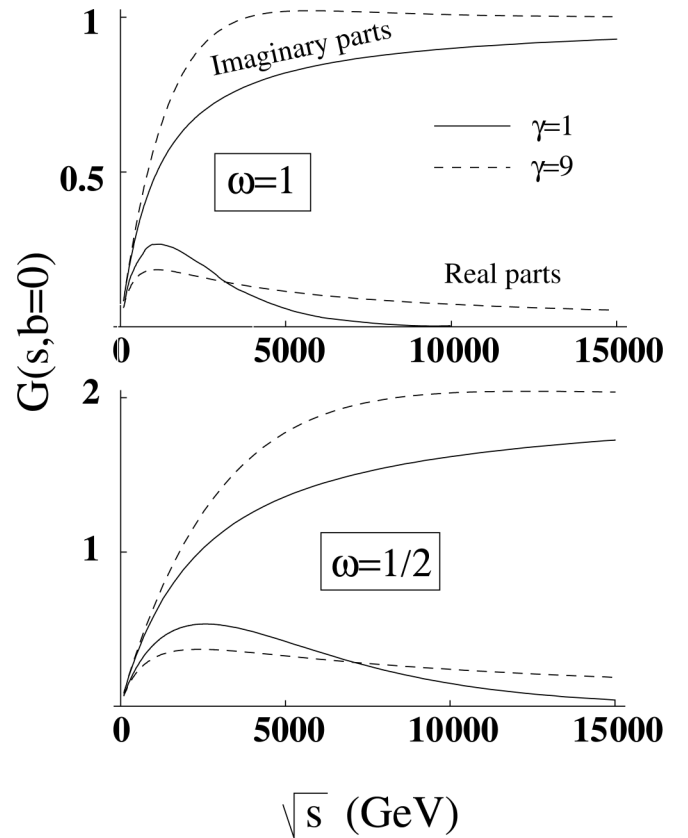 1
Imaginary parts
γ=1
γ=9
0.5
ω=1
Real parts
0 5000 10000 15000
G(s,b=0)
2
1
ω=1/2
0 5000 10000 15000
√s (GeV)